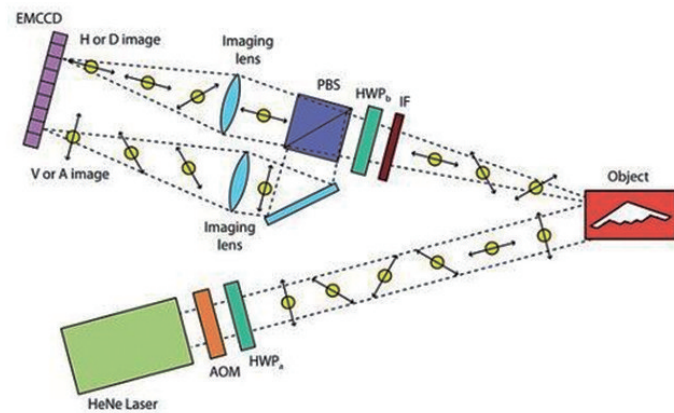 EMCCD
H or D image
Imaging
lens
PBS
HWPb
IF
V or A image
Imaging
lens
Object
AOM
HWPa
HeNe Laser